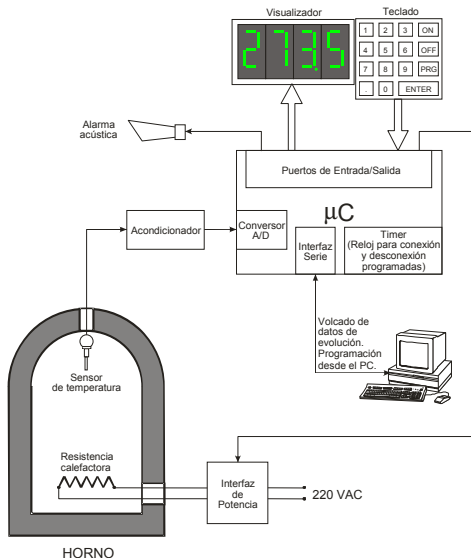 Visualizador
Teclado
273.5
1 2 3 ON
4 5 6 OFF
7 8 9 PRG
. 0 ENTER
Alarma
acústica
Puertos de Entrada/Salida
µC
Acondicionador
Conversor
A/D
Interfaz
Serie
Timer
(Reloj para conexión
y desconexión
programadas)
Volcado de
datos de
evolución.
Programación
desde el PC.
Sensor
de temperatura
Resistencia
calefactora
Interfaz
de
Potencia
220 VAC
HORNO